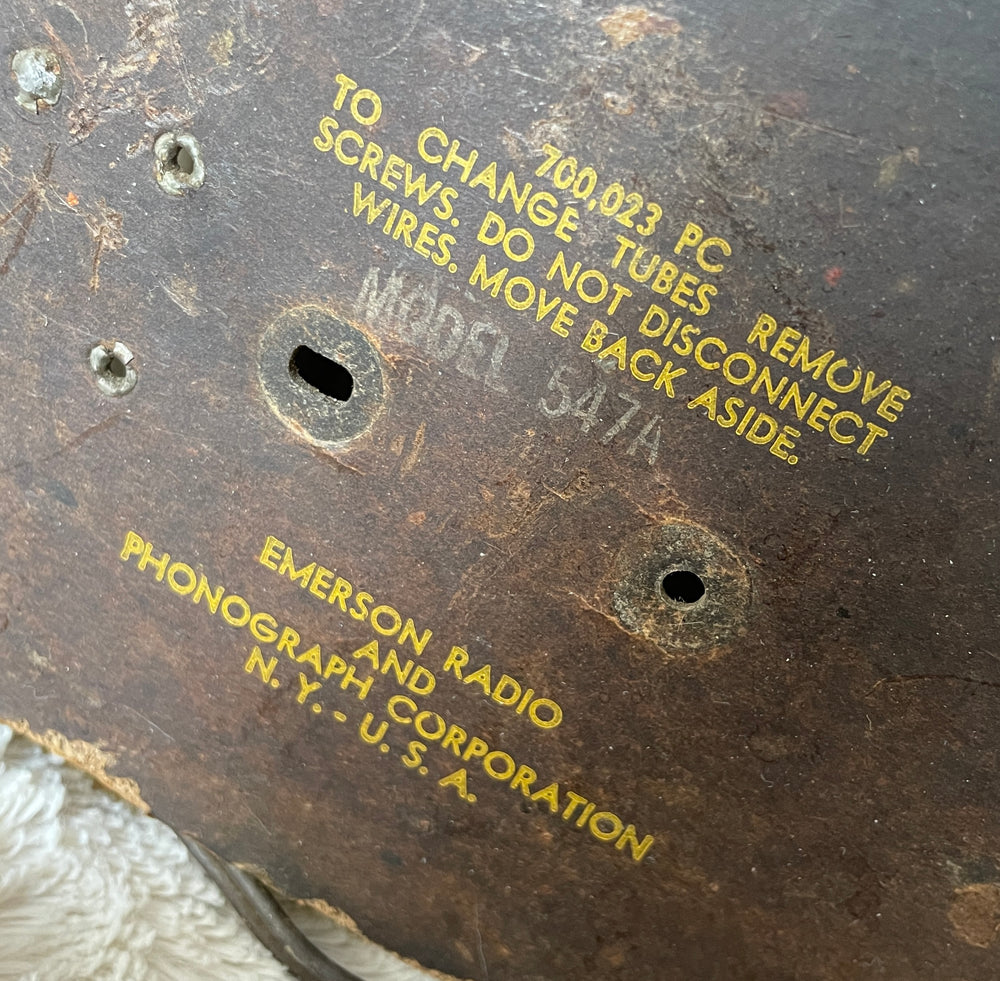 700,023 PC
TO CHANGE TUBES REMOVE
SCREWS. DO NOT DISCONNECT
WIRES. MOVE BACK ASIDE.
MODEL 547A
EMERSON RADIO
AND
PHONOGRAPH CORPORATION
N. Y. - U. S. A.